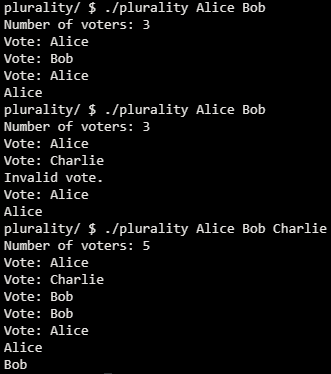 plurality/ $ ./plurality Alice Bob
Number of voters: 3
Vote: Alice
Vote: Bob
Vote: Alice
Alice
plurality/ $ ./plurality Alice Bob
Number of voters: 3
Vote: Alice
Vote: Charlie
Invalid vote.
Vote: Alice
Alice
plurality/ $ ./plurality Alice Bob Charlie
Number of voters: 5
Vote: Alice
Vote: Charlie
Vote: Bob
Vote: Bob
Vote: Alice
Alice
Bob